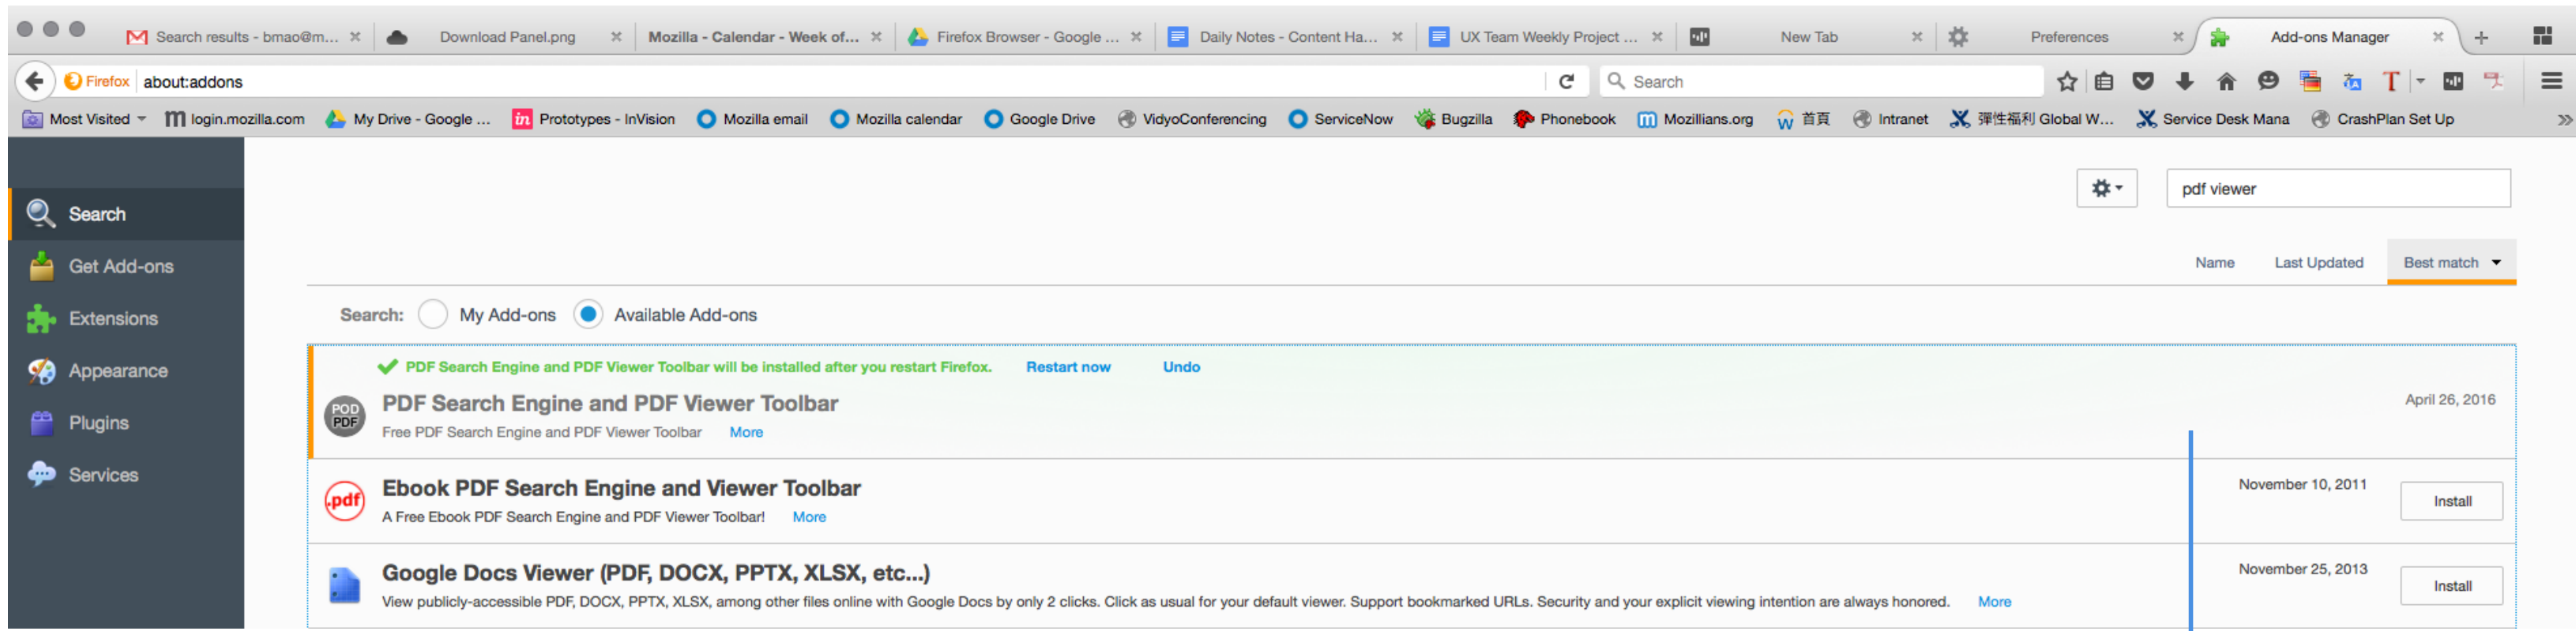 Search results - bmao@m... Download Panel.png Mozilla - Calendar - Week of... Firefox Browser - Google ... Daily Notes - Content Ha... UX Team Weekly Project ... New Tab Preferences Add-ons Manager
Firefox about:addons Search
Most Visited login.mozilla.com My Drive - Google ... in Prototypes - InVision Mozilla email Mozilla calendar Google Drive VidyoConferencing ServiceNow Bugzilla Phonebook Mozillians.org 首頁 Intranet 彈性福利 Global W... Service Desk Mana CrashPlan Set Up
pdf viewer
Search
Get Add-ons
Extensions
Appearance
Plugins
Services
Name Last Updated Best match
Search: My Add-ons Available Add-ons
PDF Search Engine and PDF Viewer Toolbar will be installed after you restart Firefox. Restart now Undo
POD PDF
PDF Search Engine and PDF Viewer Toolbar April 26, 2016
Free PDF Search Engine and PDF Viewer Toolbar More
.pdf
Ebook PDF Search Engine and Viewer Toolbar November 10, 2011
A Free Ebook PDF Search Engine and PDF Viewer Toolbar! More Install
Google Docs Viewer (PDF, DOCX, PPTX, XLSX, etc...) November 25, 2013
View publicly-accessible PDF, DOCX, PPTX, XLSX, among other files online with Google Docs by only 2 clicks. Click as usual for your default viewer. Support bookmarked URLs. Security and your explicit viewing intention are always honored. More Install